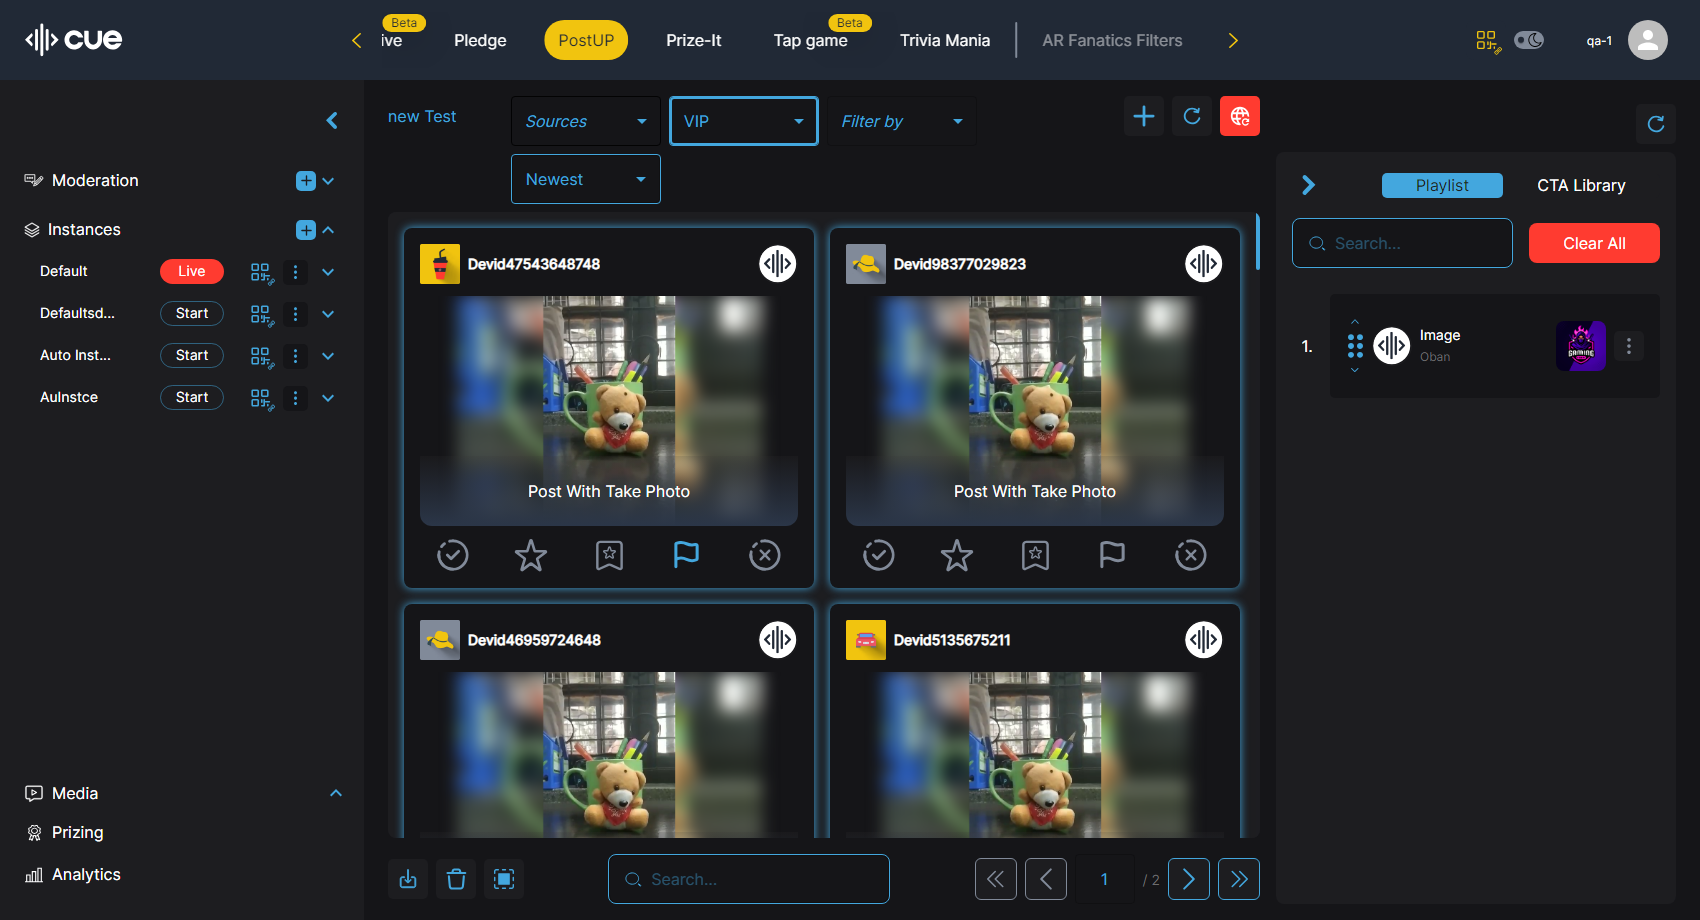 cue
ive
Beta
Pledge
PostUP
Prize-It
Tap game
Beta
Trivia Mania
AR Fanatics Filters
qa-1
Moderation
Instances
Default
Live
Defaultsd...
Start
Auto Inst...
Start
AuInstce
Start
Media
Prizing
Analytics
new Test
Sources
VIP
Filter by
Newest
Devid47543648748
Post With Take Photo
Devid98377029823
Post With Take Photo
Devid46959724648
Devid5135675211
Search...
1
/ 2
Playlist
CTA Library
Search...
Clear All
1.
Image
Oban
GAMING